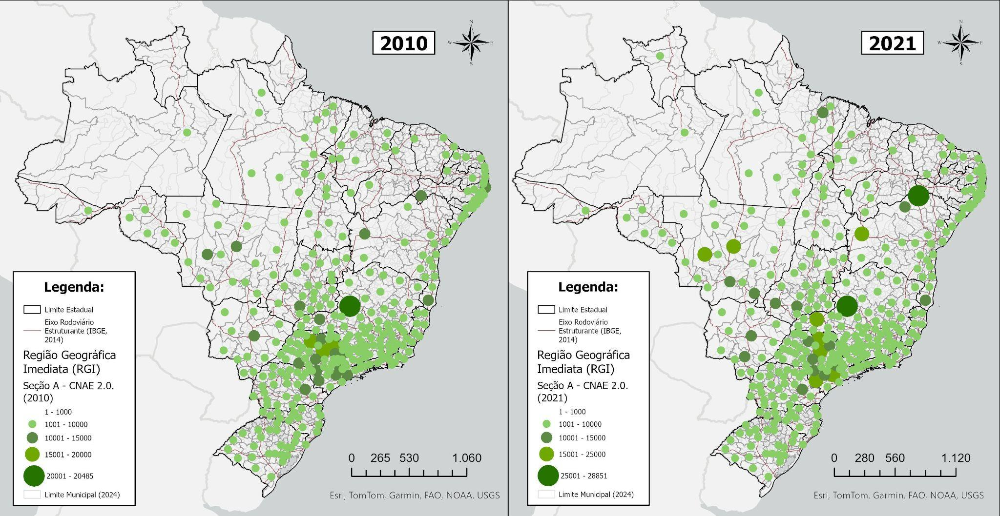 2010
N
W
E
S
Legenda:
Limite Estadual
Eixo Rodoviário
Estruturante (IBGE,
2014)
Região Geográfica
Imediata (RGI)
Seção A - CNAE 2.0.
(2010)
1 - 1000
1001 - 10000
10001 - 15000
15001 - 20000
20001 - 20485
Limite Municipal (2024)
0 265 530 1.060
Esri, TomTom, Garmin, FAO, NOAA, USGS
2021
N
W
E
S
Legenda:
Limite Estadual
Eixo Rodoviário
Estruturante (IBGE,
2014)
Região Geográfica
Imediata (RGI)
Seção A - CNAE 2.0.
(2021)
1 - 1000
1001 - 10000
10001 - 15000
15001 - 25000
25001 - 28851
Limite Municipal (2024)
0 280 560 1.120
Esri, TomTom, Garmin, FAO, NOAA, USGS